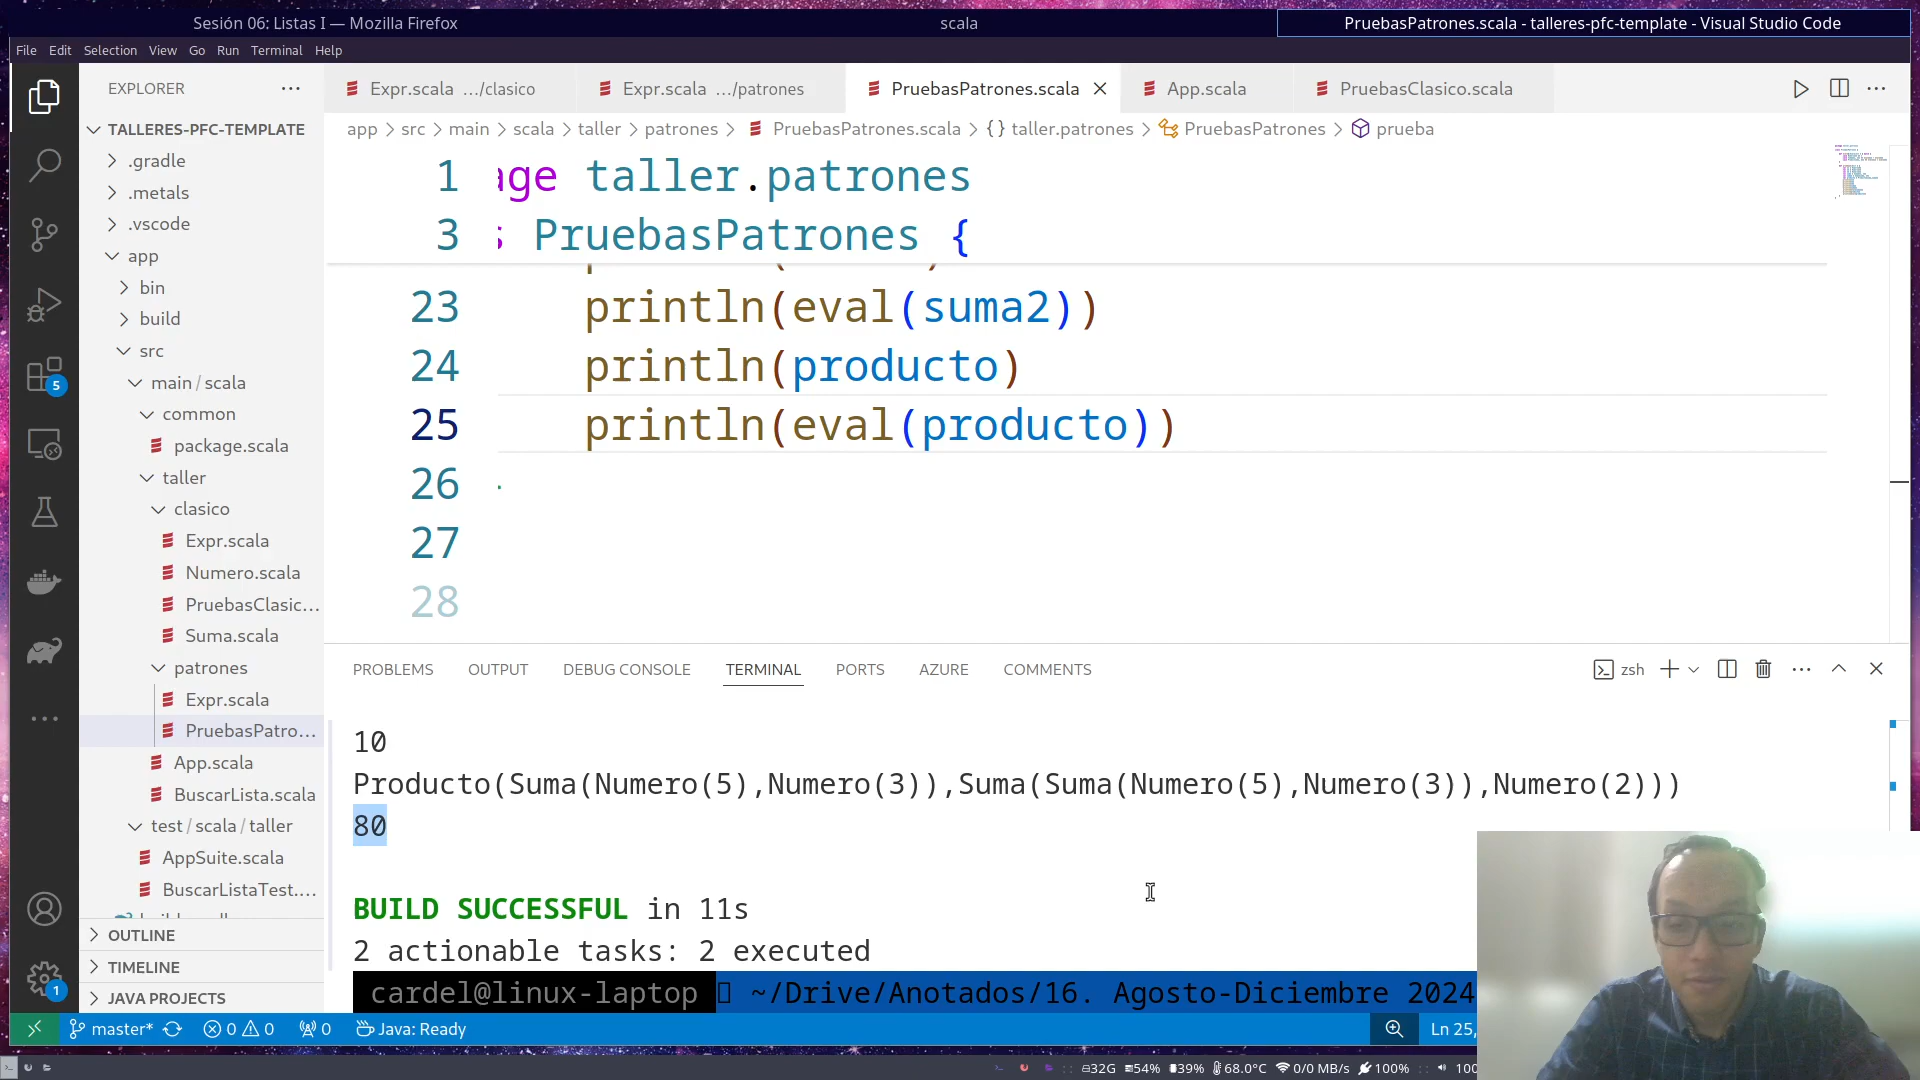 Sesión 06: Listas I — Mozilla Firefox
scala
PruebasPatrones.scala - talleres-pfc-template - Visual Studio Code
File Edit Selection View Go Run Terminal Help
EXPLORER
Expr.scala .../clasico
Expr.scala .../patrones
PruebasPatrones.scala
App.scala
PruebasClasico.scala
app > src > main > scala > taller > patrones > PruebasPatrones.scala > {} taller.patrones > PruebasPatrones > prueba
TALLERES-PFC-TEMPLATE
.gradle
.metals
.vscode
app
bin
build
src
main / scala
common
package.scala
taller
clasico
Expr.scala
Numero.scala
PruebasClasic...
Suma.scala
patrones
Expr.scala
PruebasPatro...
App.scala
BuscarLista.scala
test / scala / taller
AppSuite.scala
BuscarListaTest....
OUTLINE
TIMELINE
JAVA PROJECTS
5
1
1 age taller.patrones
3 s PruebasPatrones {
23 println(eval(suma2))
24 println(producto)
25 println(eval(producto))
26
27
28
PROBLEMS OUTPUT DEBUG CONSOLE TERMINAL PORTS AZURE COMMENTS
zsh
10
Producto(Suma(Numero(5),Numero(3)),Suma(Suma(Numero(5),Numero(3)),Numero(2)))
80
BUILD SUCCESSFUL in 11s
2 actionable tasks: 2 executed
cardel@linux-laptop ~/Drive/Anotados/16. Agosto-Diciembre 2024
master* 0 0 0 Java: Ready
Ln 25,
32G 54% 39% 68.0°C 0/0 MB/s 100% 100